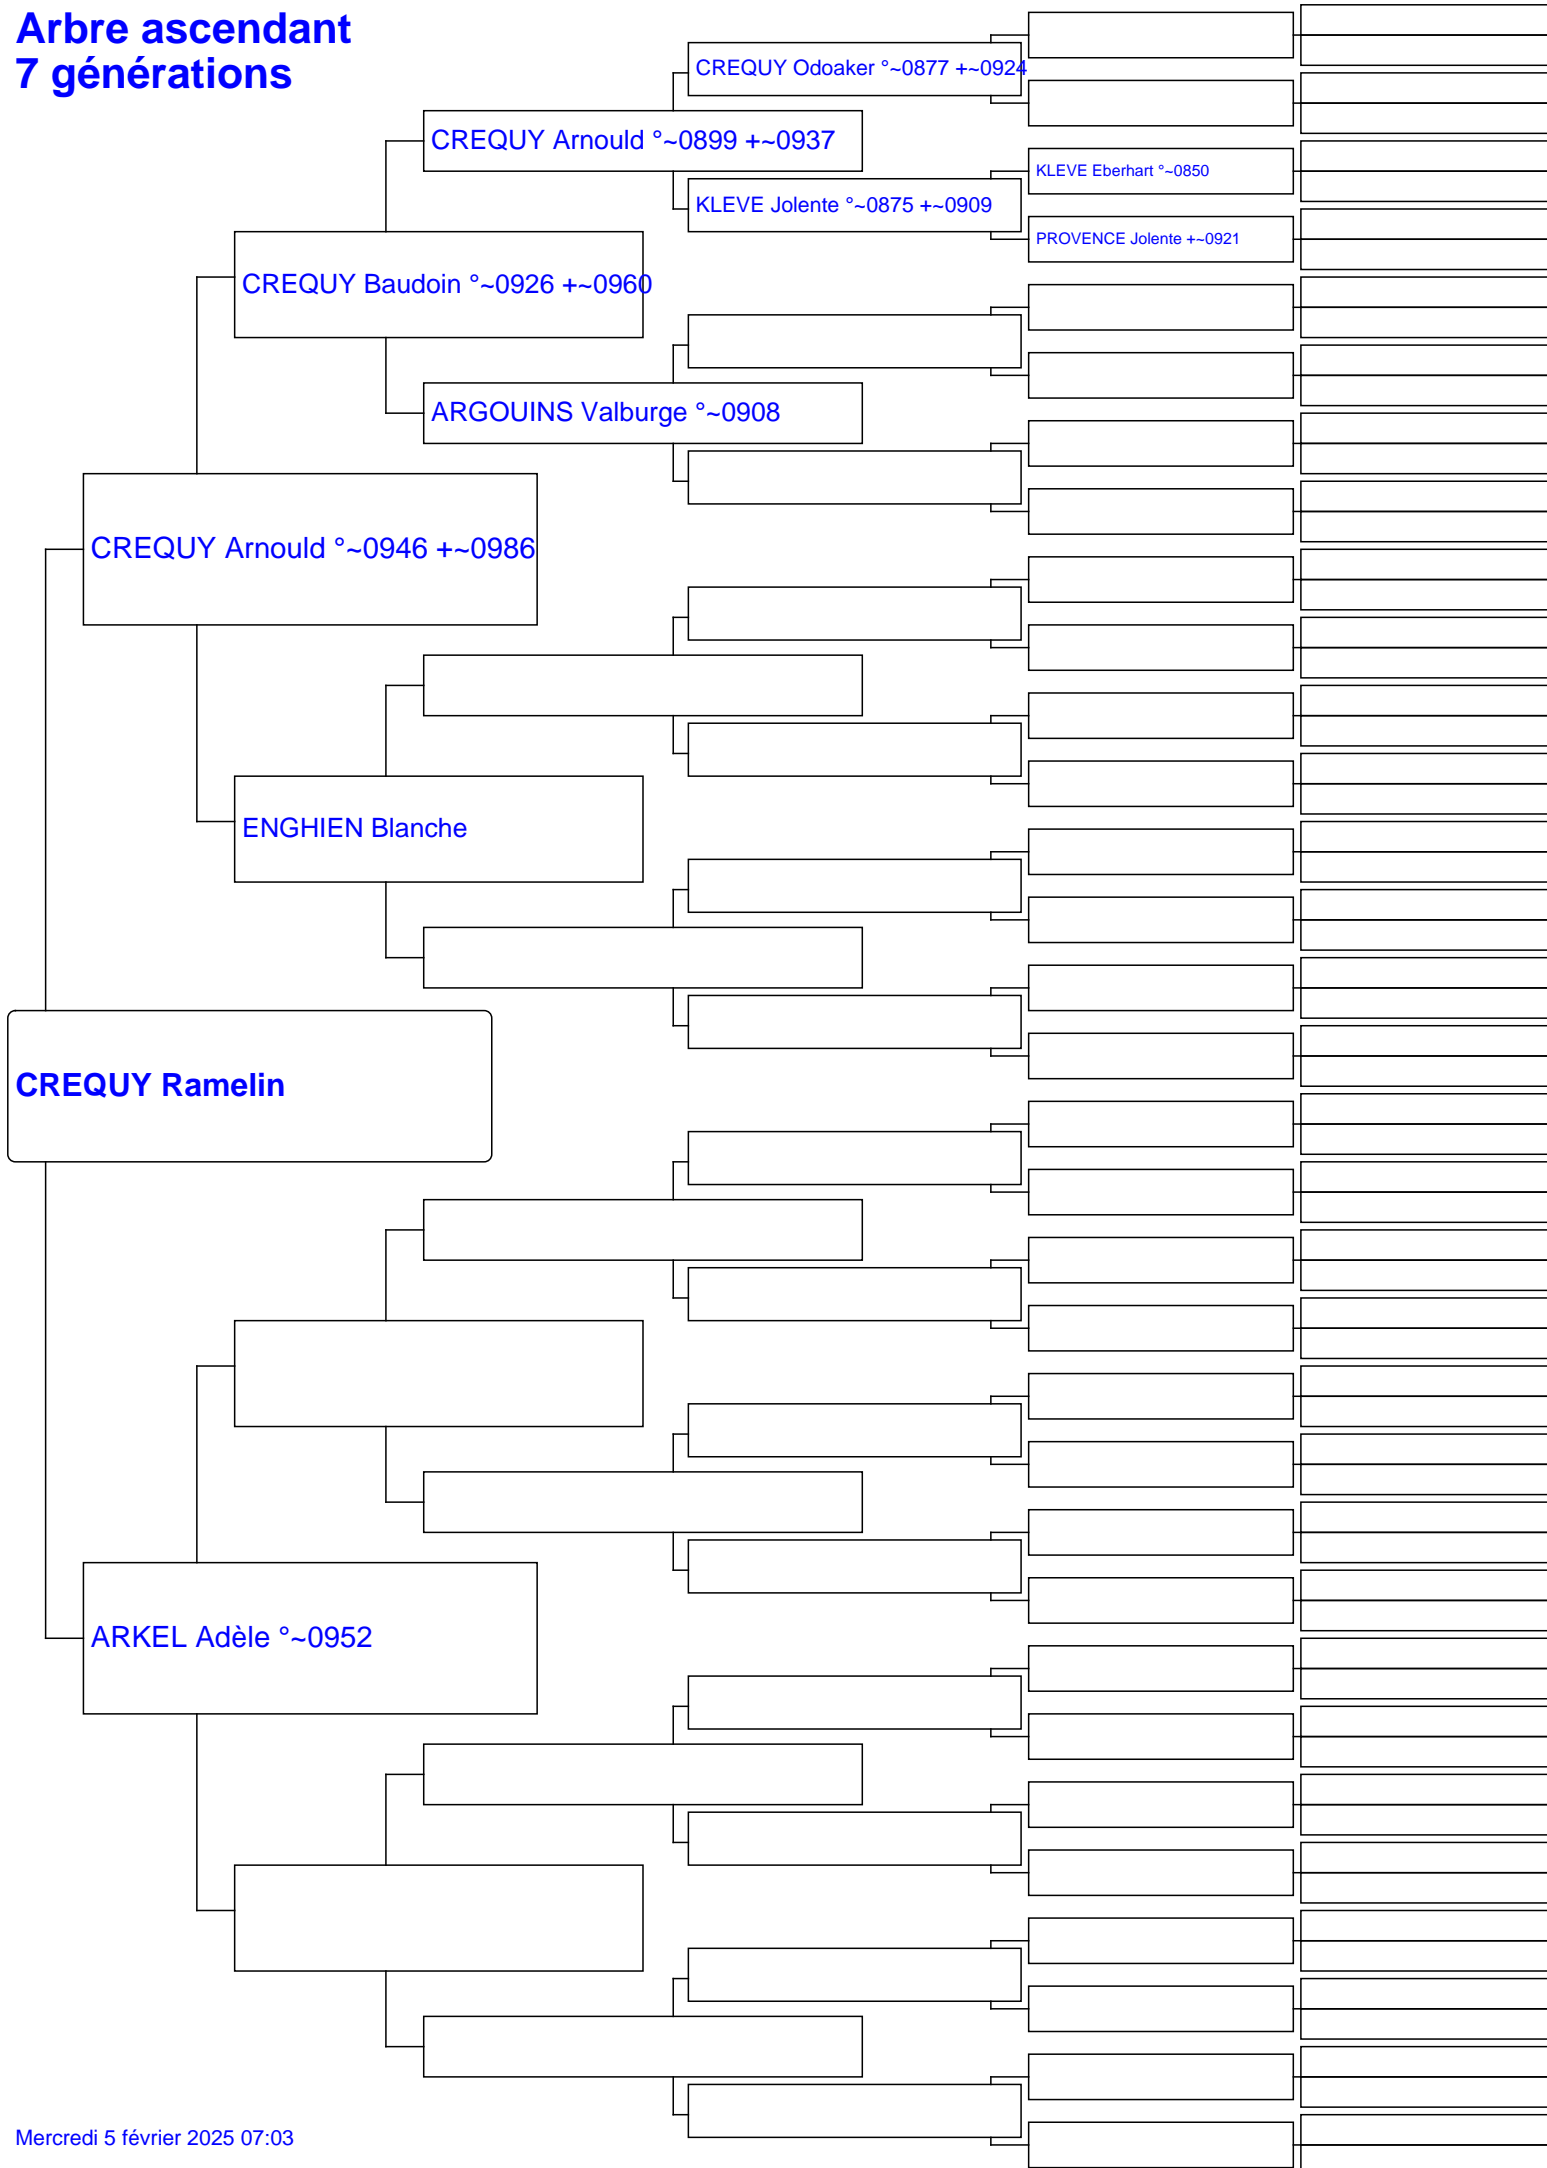 Arbre ascendant
7 générations
CREQUY Odoaker °~0877 +~0924
CREQUY Arnould °~0899 +~0937
KLEVE Eberhart °~0850
KLEVE Jolente °~0875 +~0909
PROVENCE Jolente +~0921
CREQUY Baudoin °~0926 +~0960
ARGOUINS Valburge °~0908
CREQUY Arnould °~0946 +~0986
ENGHIEN Blanche
CREQUY Ramelin
ARKEL Adèle °~0952
Mercredi 5 février 2025 07:03